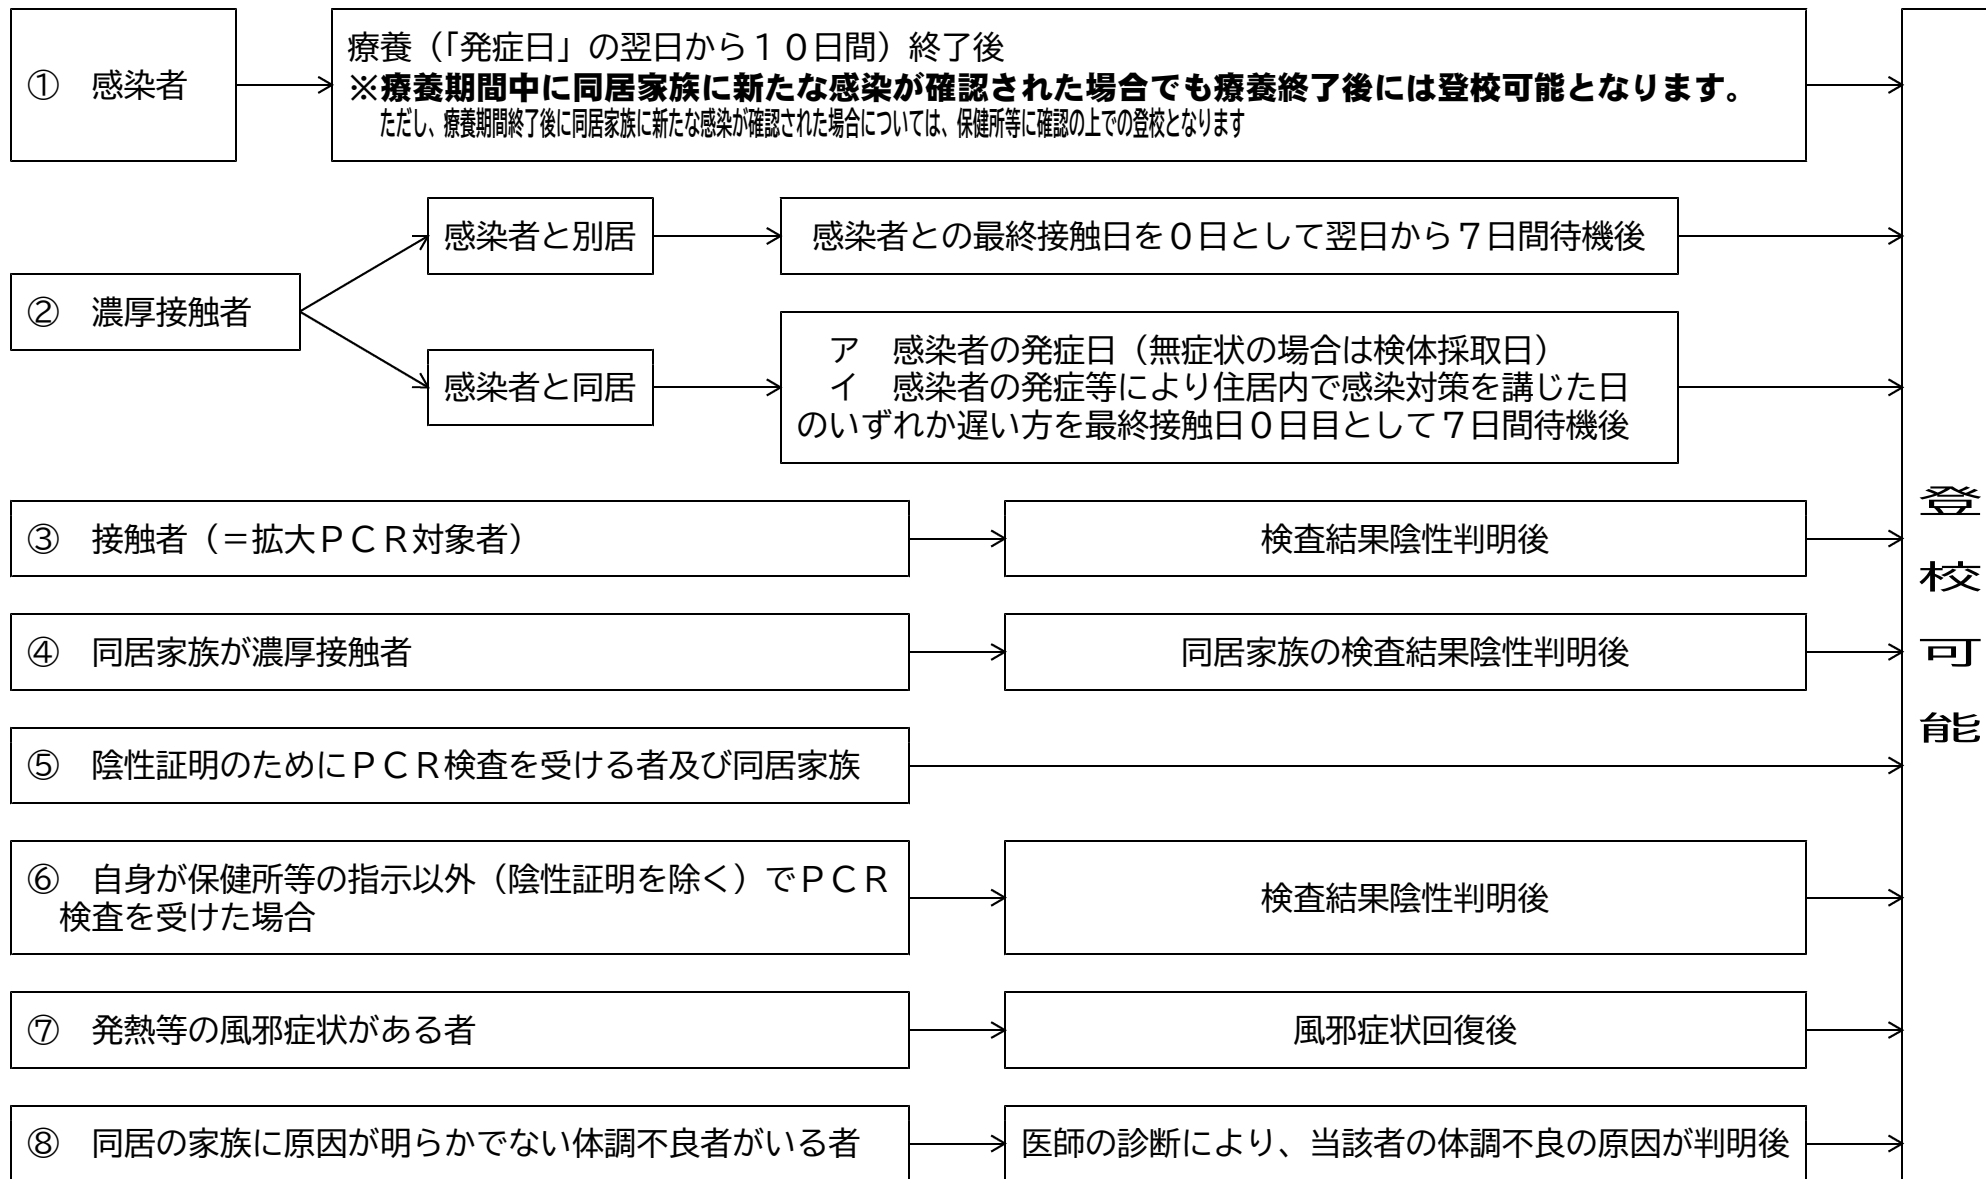 ①　感染者
療養（「発症日」の翌日から１０日間）終了後
※療養期間中に同居家族に新たな感染が確認された場合でも療養終了後には登校可能となります。
ただし、療養期間終了後に同居家族に新たな感染が確認された場合については、保健所等に確認の上での登校となります
②　濃厚接触者
感染者と別居
感染者との最終接触日を０日として翌日から７日間待機後
感染者と同居
ア　感染者の発症日（無症状の場合は検体採取日）
イ　感染者の発症等により住居内で感染対策を講じた日
のいずれか遅い方を最終接触日０日目として７日間待機後
③　接触者（＝拡大ＰＣＲ対象者）
検査結果陰性判明後
④　同居家族が濃厚接触者
同居家族の検査結果陰性判明後
⑤　陰性証明のためにＰＣＲ検査を受ける者及び同居家族
⑥　自身が保健所等の指示以外（陰性証明を除く）でＰＣＲ
検査を受けた場合
検査結果陰性判明後
⑦　発熱等の風邪症状がある者
風邪症状回復後
⑧　同居の家族に原因が明らかでない体調不良者がいる者
医師の診断により、当該者の体調不良の原因が判明後
登校可能